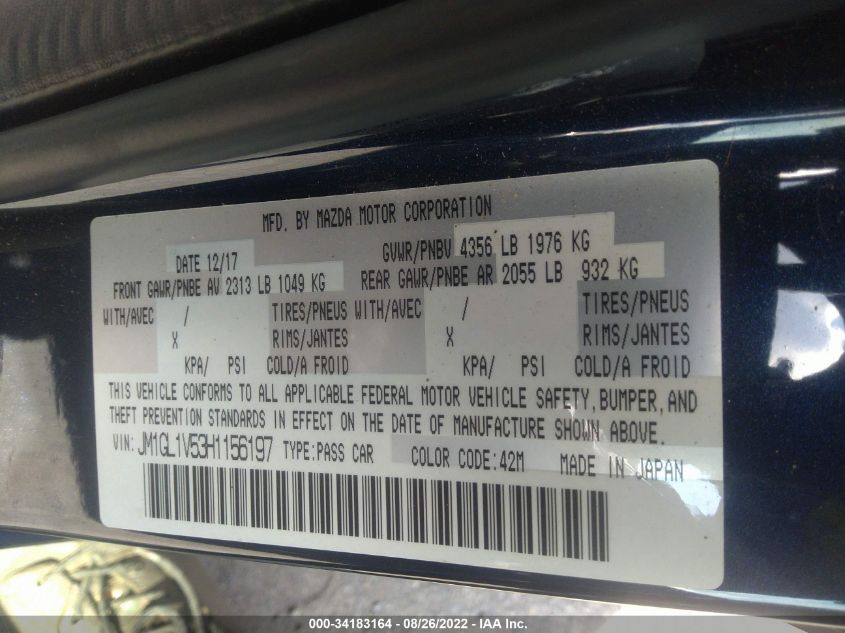 MFD. BY MAZDA MOTOR CORPORATION
DATE 12/17 GVWR/PNBV 4356 LB 1976 KG
FRONT GAWR/PNBE AV 2313 LB 1049 KG REAR GAWR/PNBE AR 2055 LB 932 KG
WITH/AVEC / TIRES/PNEUS WITH/AVEC / TIRES/PNEUS
X RIMS/JANTES X RIMS/JANTES
KPA/ PSI COLD/A FROID KPA/ PSI COLD/A FROID
THIS VEHICLE CONFORMS TO ALL APPLICABLE FEDERAL MOTOR VEHICLE SAFETY, BUMPER, AND
THEFT PREVENTION STANDARDS IN EFFECT ON THE DATE OF MANUFACTURE SHOWN ABOVE.
VIN: JM1GL1V53H1156197 TYPE:PASS CAR COLOR CODE:42M MADE IN JAPAN
000-34183164 - 08/26/2022 - IAA Inc.